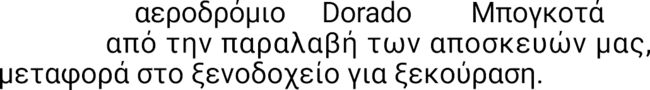 αεροδρόμιο Dorado Μπογκοτά
από την παραλαβή των αποσκευών μας,
μεταφορά στο ξενοδοχείο για ξεκούραση.